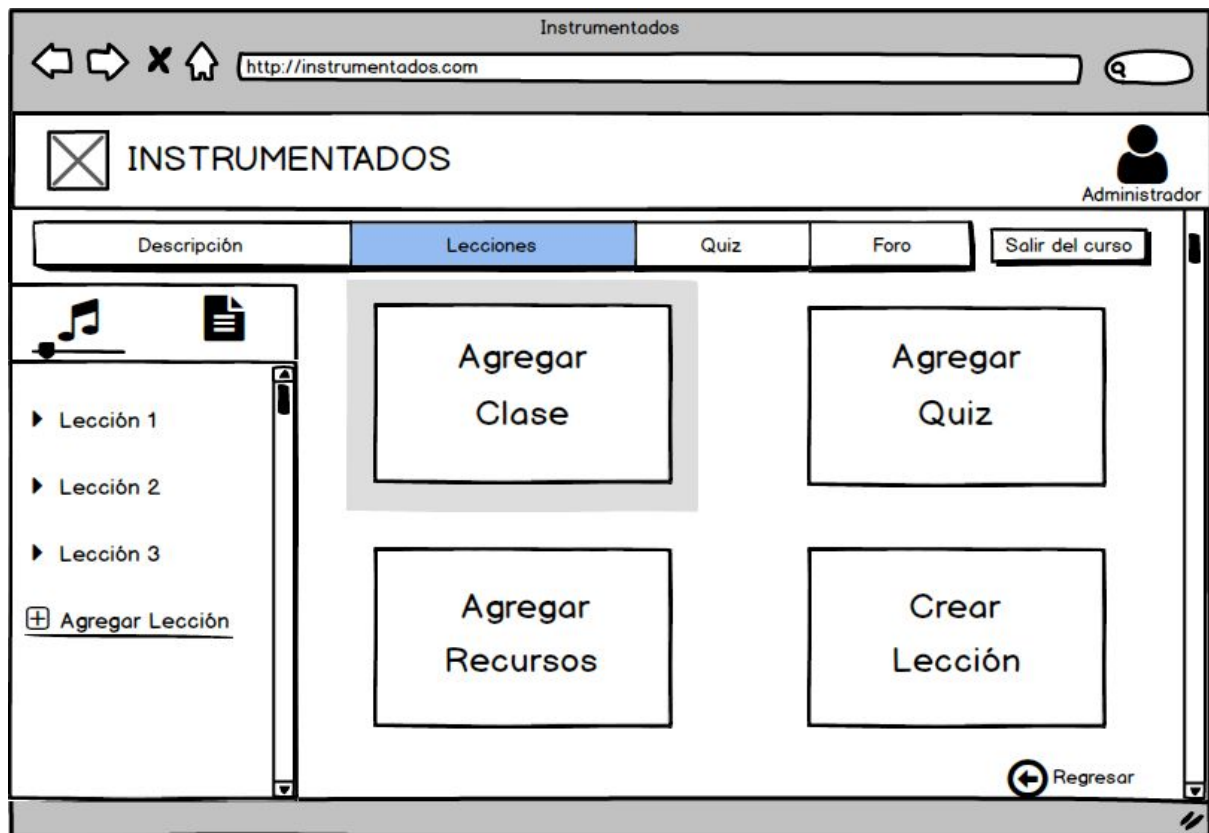 Instrumentados
http://instrumentados.com
INSTRUMENTADOS
Administrador
Descripción
Lecciones
Quiz
Foro
Salir del curso
Lección 1
Lección 2
Lección 3
Agregar Lección
Agregar
Clase
Agregar
Quiz
Agregar
Recursos
Crear
Lección
Regresar